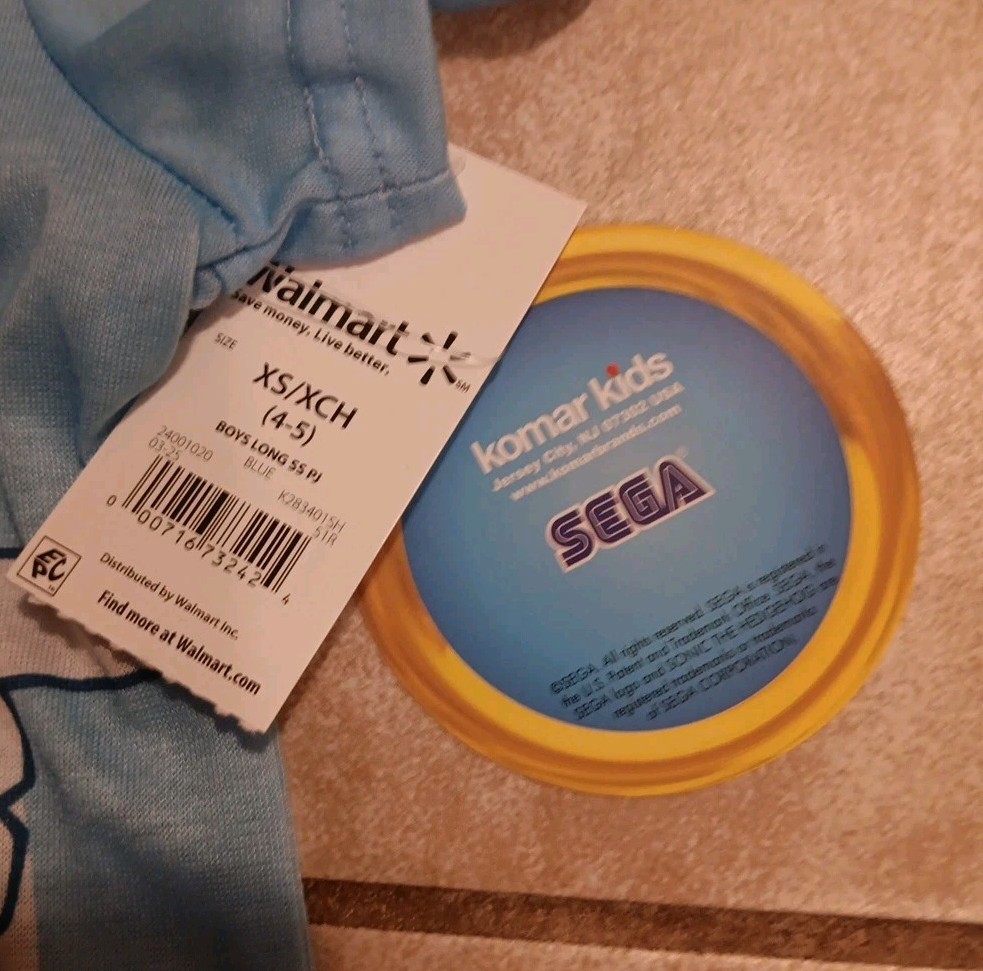 Walmart
Save money. Live better.
SM
SIZE
XS/XCH
(4-5)
BOYS LONG SS PJ
24001020 BLUE
03-25 K283401SH
51R
0 00716 73242 4
EPC
Distributed by Walmart Inc.
Find more at Walmart.com
komar kids
Jersey City, NJ 07302 USA
www.komarbrands.com
SEGA®
©SEGA. All rights reserved. SEGA is registered in
the U.S. Patent and Trademark Office. SEGA, the
SEGA logo and SONIC THE HEDGEHOG are
registered trademarks or trademarks
of SEGA CORPORATION.